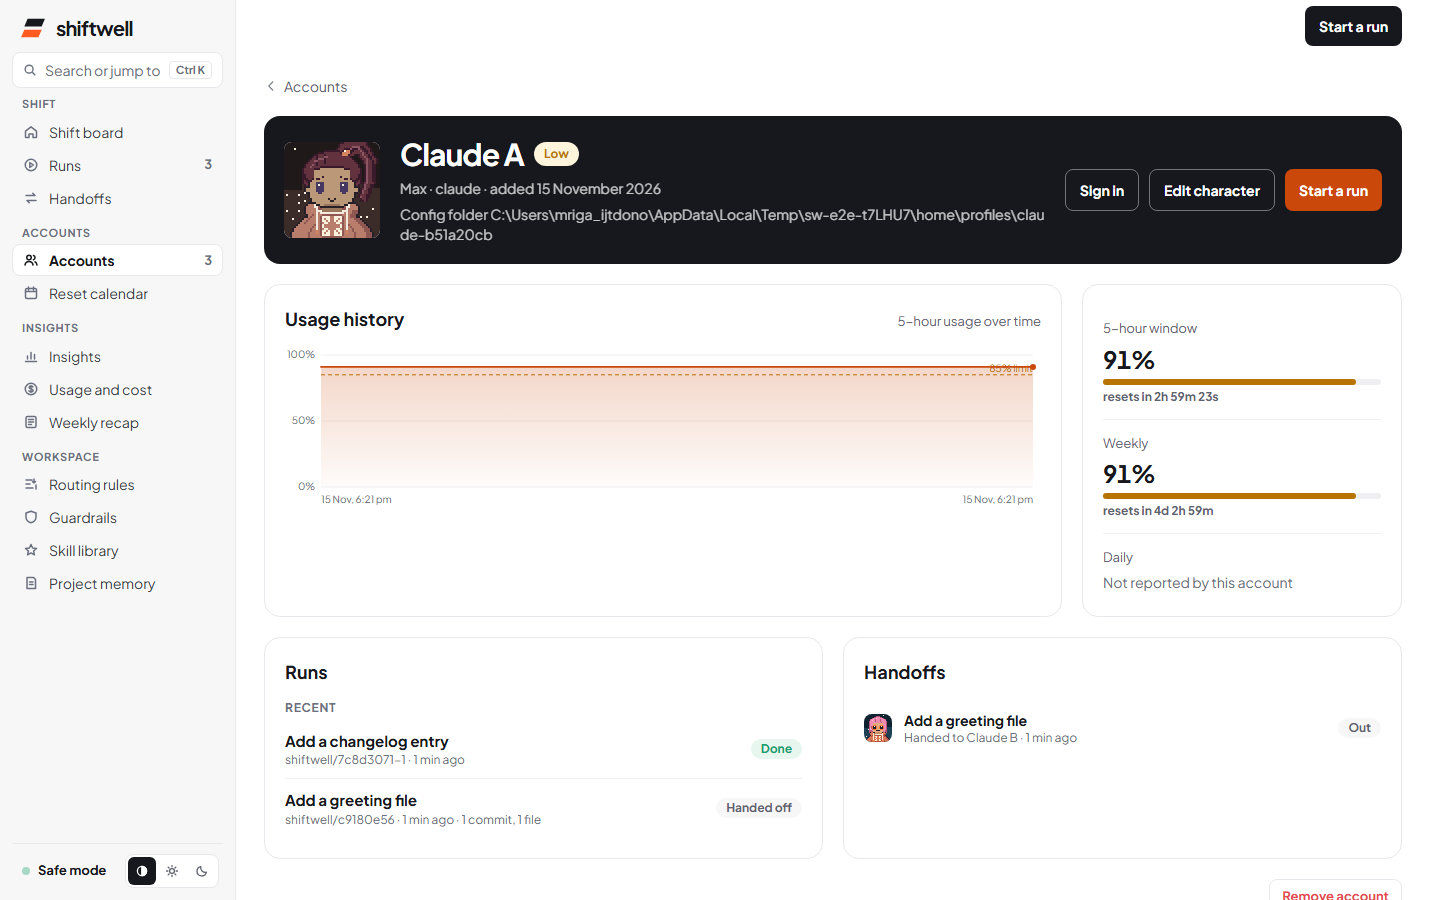 shiftwell
Start a run
Search or jump to
Ctrl K
SHIFT
Shift board
Runs 3
Handoffs
ACCOUNTS
Accounts 3
Reset calendar
INSIGHTS
Insights
Usage and cost
Weekly recap
WORKSPACE
Routing rules
Guardrails
Skill library
Project memory
Safe mode
Accounts
Claude A Low
Max · claude · added 15 November 2026
Config folder C:\Users\mriga_ijtdono\AppData\Local\Temp\sw-e2e-t7LHU7\home\profiles\clau
de-b51a20cb
Sign in
Edit character
Start a run
Usage history
5-hour usage over time
100%
85% limit
50%
0%
15 Nov, 6:21 pm
15 Nov, 6:21 pm
5-hour window
91%
resets in 2h 59m 23s
Weekly
91%
resets in 4d 2h 59m
Daily
Not reported by this account
Runs
RECENT
Add a changelog entry
shiftwell/7c8d3071-1 · 1 min ago
Done
Add a greeting file
shiftwell/c9180e56 · 1 min ago · 1 commit, 1 file
Handed off
Handoffs
Add a greeting file
Handed to Claude B · 1 min ago
Out
Remove account